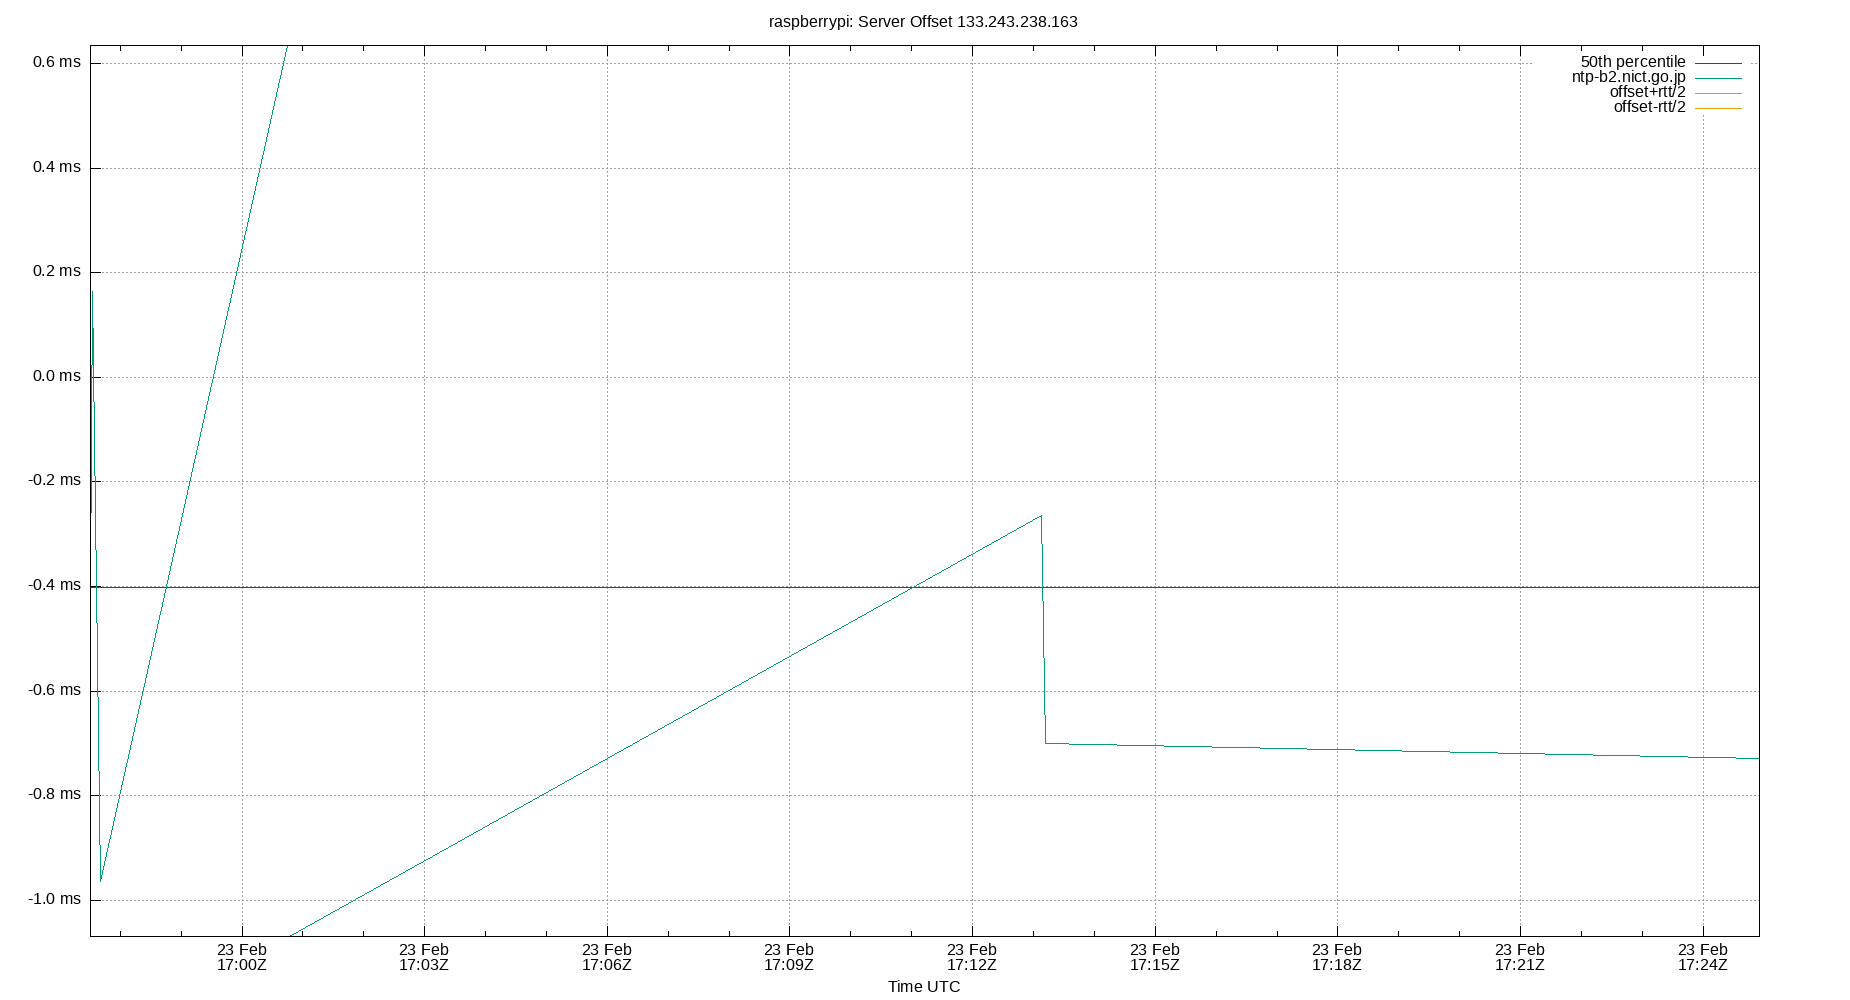 raspberrypi: Server Offset 133.243.238.163
50th percentile
ntp-b2.nict.go.jp
offset+rtt/2
offset-rtt/2
0.6 ms
0.4 ms
0.2 ms
0.0 ms
-0.2 ms
-0.4 ms
-0.6 ms
-0.8 ms
-1.0 ms
23 Feb 23 Feb 23 Feb 23 Feb 23 Feb 23 Feb 23 Feb 23 Feb 23 Feb
17:00Z 17:03Z 17:06Z 17:09Z 17:12Z 17:15Z 17:18Z 17:21Z 17:24Z
Time UTC